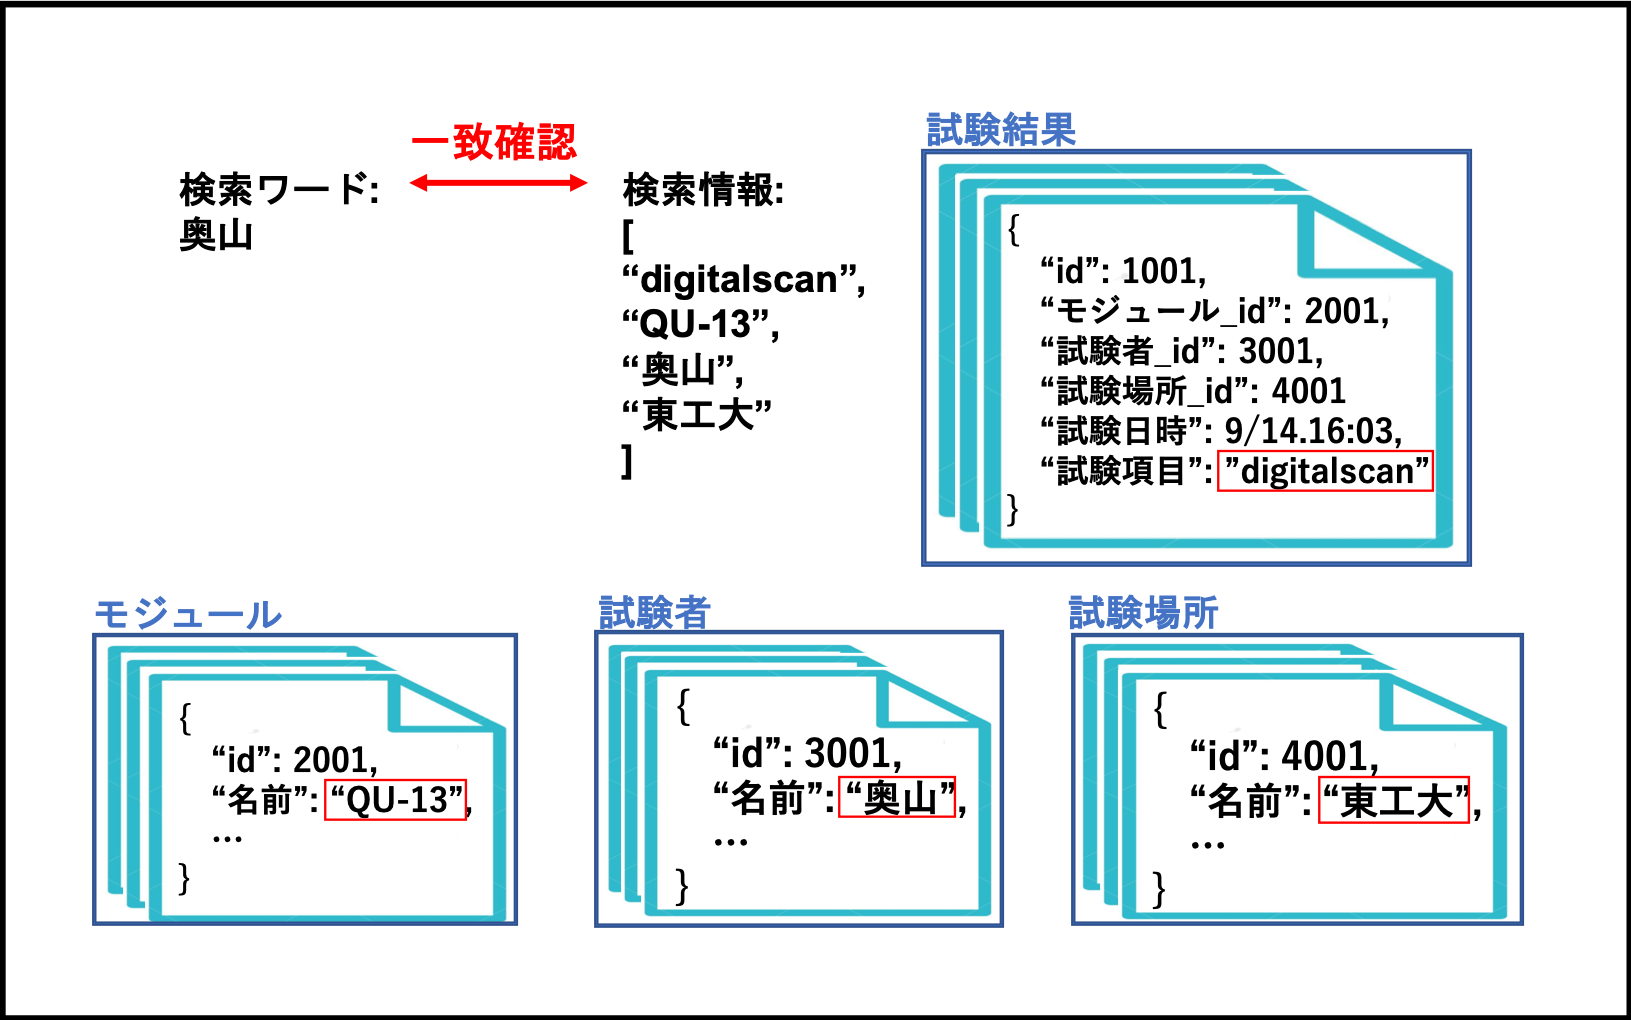 一致確認
検索ワード:
奥山
検索情報:
[
“digitalscan”,
“QU-13”,
“奥山”,
“東工大”
]
試験結果
{
“id”: 1001,
“モジュール_id”: 2001,
“試験者_id”: 3001,
“試験場所_id”: 4001
“試験日時”: 9/14.16:03,
“試験項目”: ”digitalscan”
}
モジュール
{
“id”: 2001,
“名前”: “QU-13”,
...
}
試験者
{
“id”: 3001,
“名前”: “奥山”,
...
}
試験場所
{
“id”: 4001,
“名前”: “東工大”,
...
}